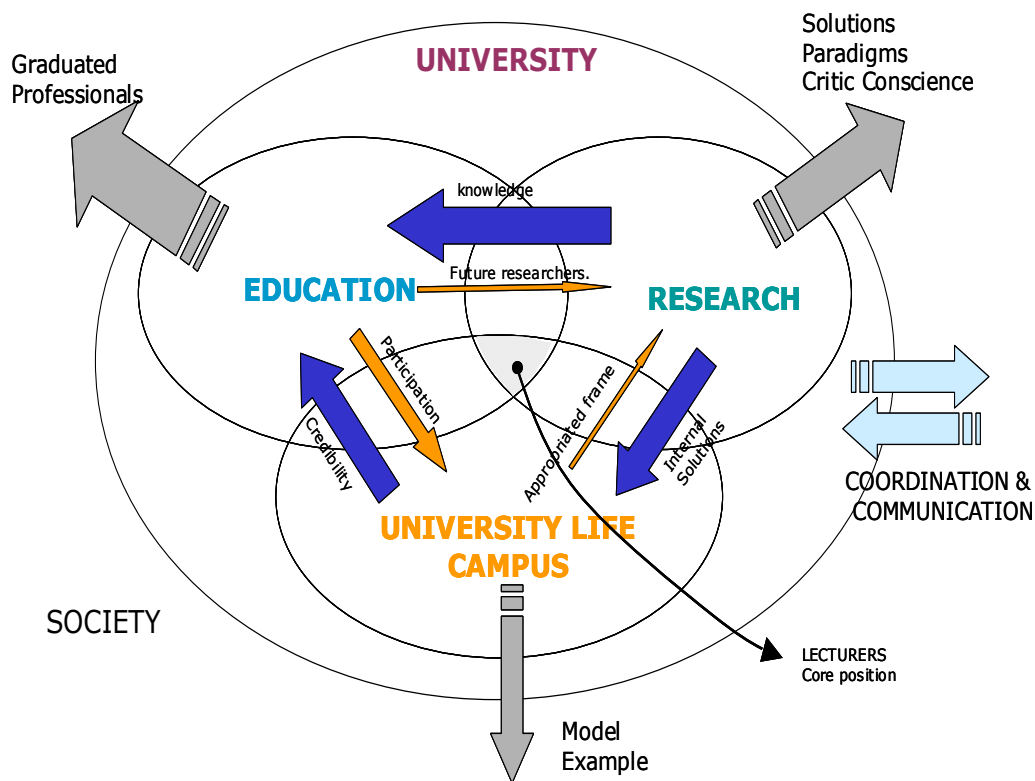 UNIVERSITY
Graduated
Professionals
Solutions
Paradigms
Critic Conscience
knowledge
Future researchers.
EDUCATION
RESEARCH
Participation
Credibility
Appropriated frame
Internal
Solutions
UNIVERSITY LIFE
CAMPUS
COORDINATION &
COMMUNICATION
SOCIETY
LECTURERS
Core position
Model
Example